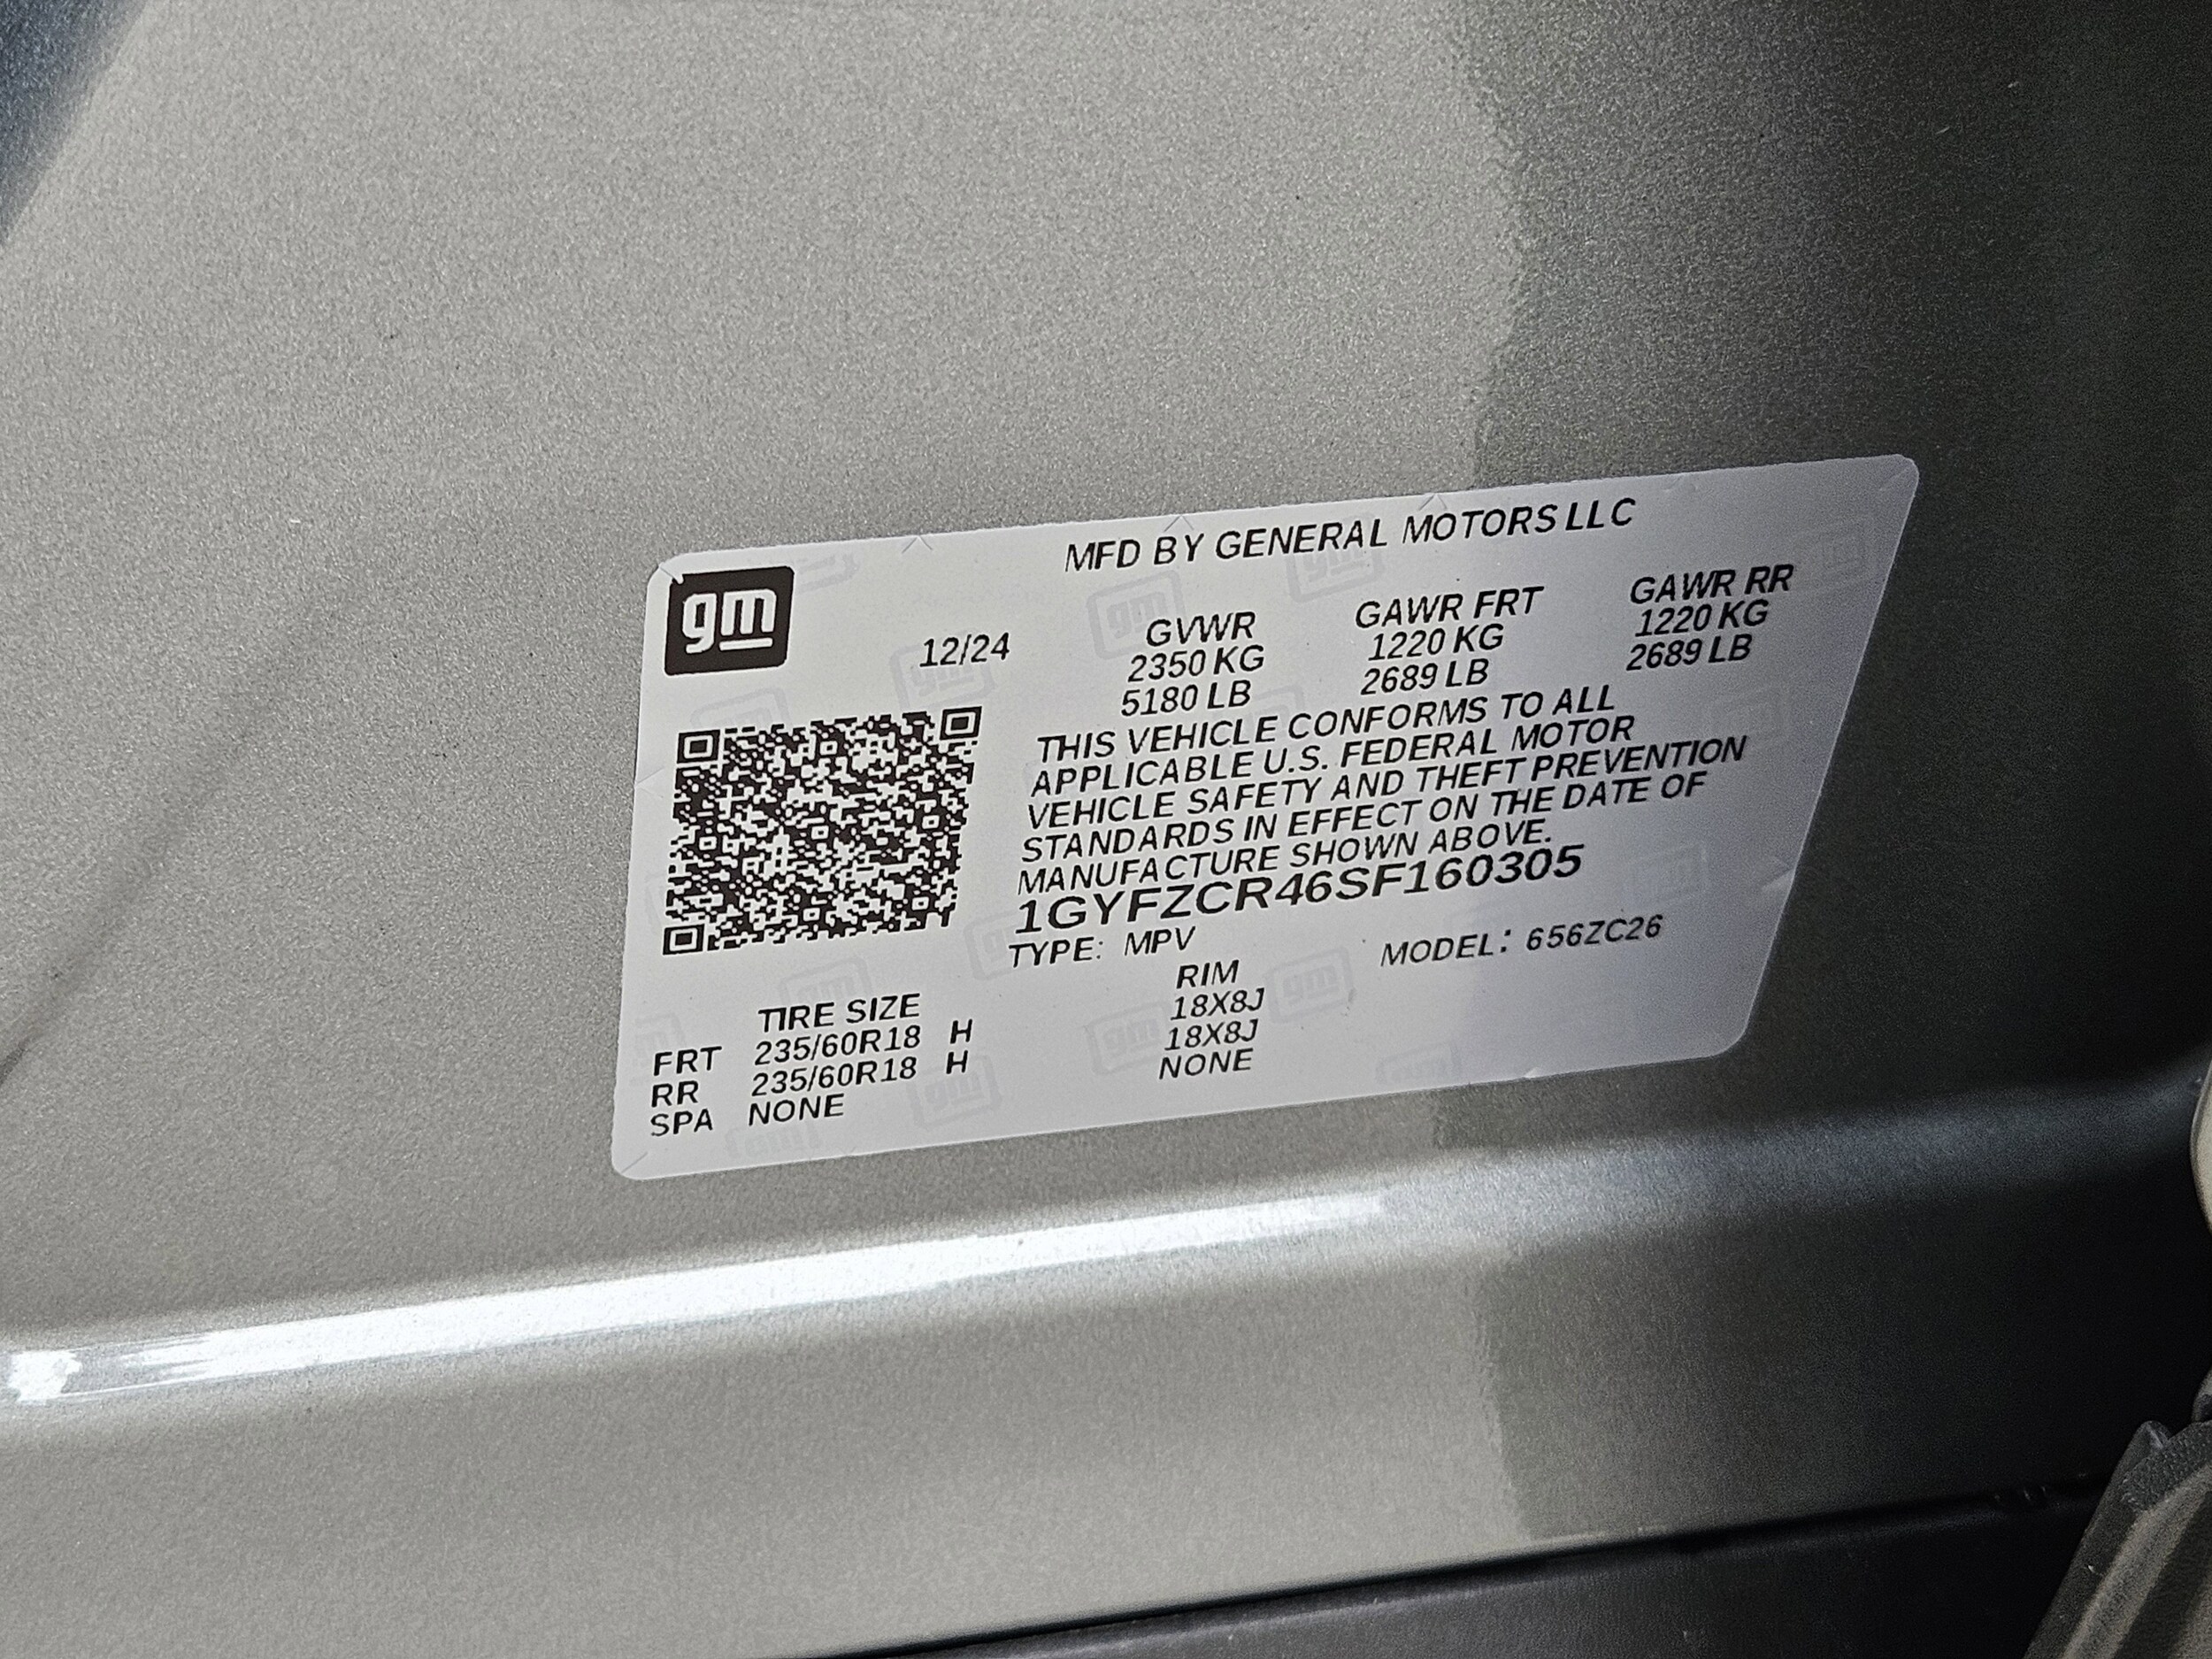 MFD BY GENERAL MOTORS LLC
gm
12/24
GVWR
2350 KG
5180 LB
GAWR FRT
1220 KG
2689 LB
GAWR RR
1220 KG
2689 LB
THIS VEHICLE CONFORMS TO ALL
APPLICABLE U.S. FEDERAL MOTOR
VEHICLE SAFETY AND THEFT PREVENTION
STANDARDS IN EFFECT ON THE DATE OF
MANUFACTURE SHOWN ABOVE.
1GYFZCR46SF160305
TYPE: MPV MODEL: 656ZC26
TIRE SIZE RIM
FRT 235/60R18 H 18X8J
RR 235/60R18 H 18X8J
SPA NONE NONE